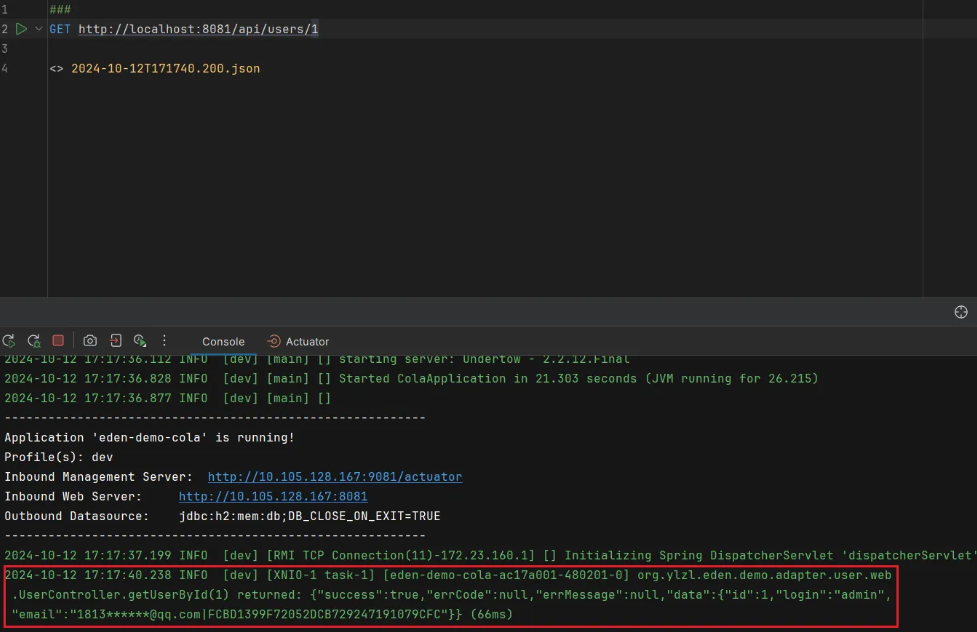 1 ###
2 GET http://localhost:8081/api/users/1
3
4 <> 2024-10-12T171740.200.json
Console Actuator
2024-10-12 17:17:36.112 INFO [dev] [main] [] starting server: Undertow - 2.2.12.Final
2024-10-12 17:17:36.828 INFO [dev] [main] [] Started ColaApplication in 21.303 seconds (JVM running for 26.215)
2024-10-12 17:17:36.877 INFO [dev] [main] []
----------------------------------------------------------
Application 'eden-demo-cola' is running!
Profile(s): dev
Inbound Management Server: http://10.105.128.167:9081/actuator
Inbound Web Server: http://10.105.128.167:8081
Outbound Datasource: jdbc:h2:mem:db;DB_CLOSE_ON_EXIT=TRUE
----------------------------------------------------------
2024-10-12 17:17:37.199 INFO [dev] [RMI TCP Connection(11)-172.23.160.1] [] Initializing Spring DispatcherServlet 'dispatcherServlet'
2024-10-12 17:17:40.238 INFO [dev] [XNIO-1 task-1] [eden-demo-cola-ac17a001-480201-0] org.ylzl.eden.demo.adapter.user.web
.UserController.getUserById(1) returned: {"success":true,"errCode":null,"errMessage":null,"data":{"id":1,"login":"admin",
"email":"1813******@qq.com|FCBD1399F72052DCB729247191079CFC"}} (66ms)